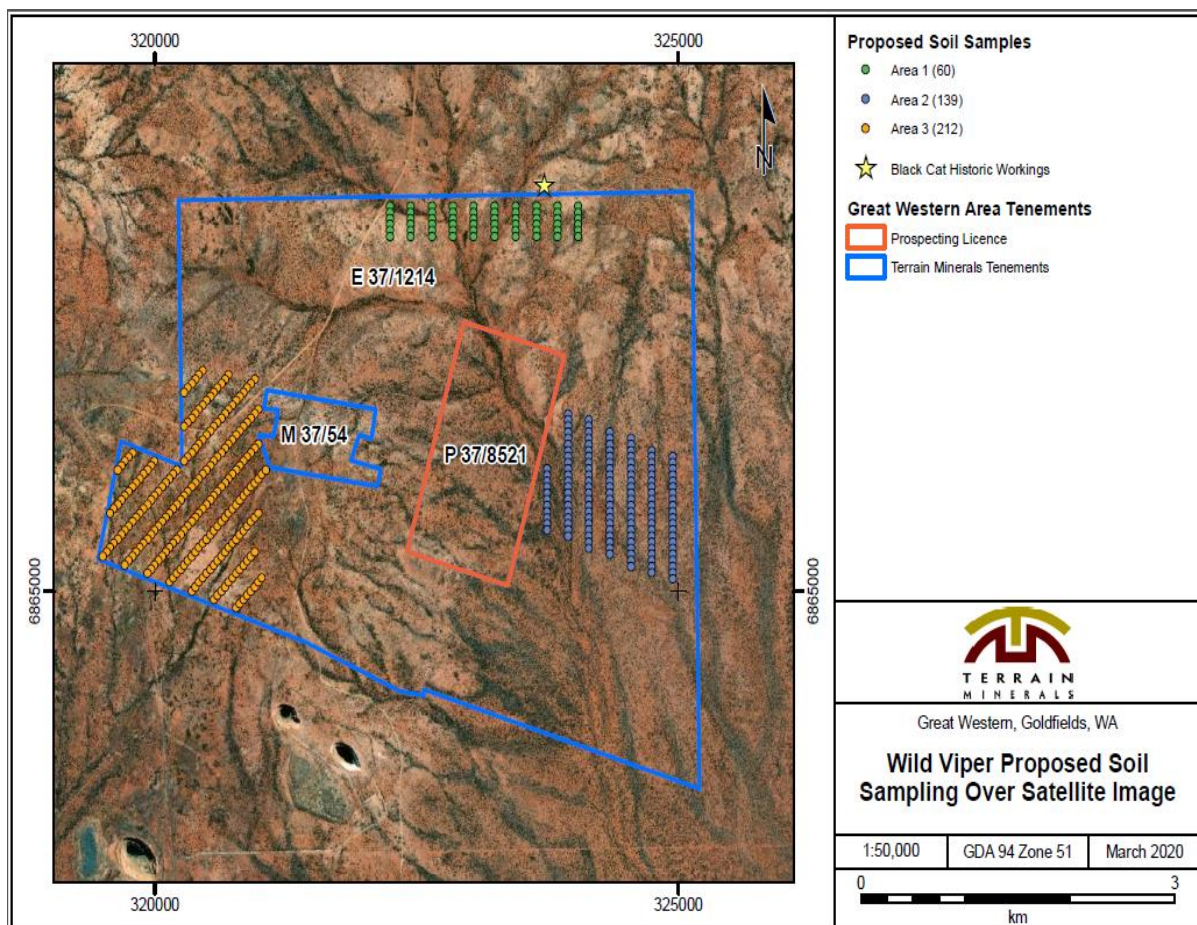 320000
325000
E 37/1214
M 37/54
P 37/8521
6865000
6865000
320000
325000
N
Proposed Soil Samples
Area 1 (60)
Area 2 (139)
Area 3 (212)
Black Cat Historic Workings
Great Western Area Tenements
Prospecting Licence
Terrain Minerals Tenements
TERRAIN
MINERALS
Great Western, Goldfields, WA
Wild Viper Proposed Soil
Sampling Over Satellite Image
1:50,000
GDA 94 Zone 51
March 2020
0
3
km